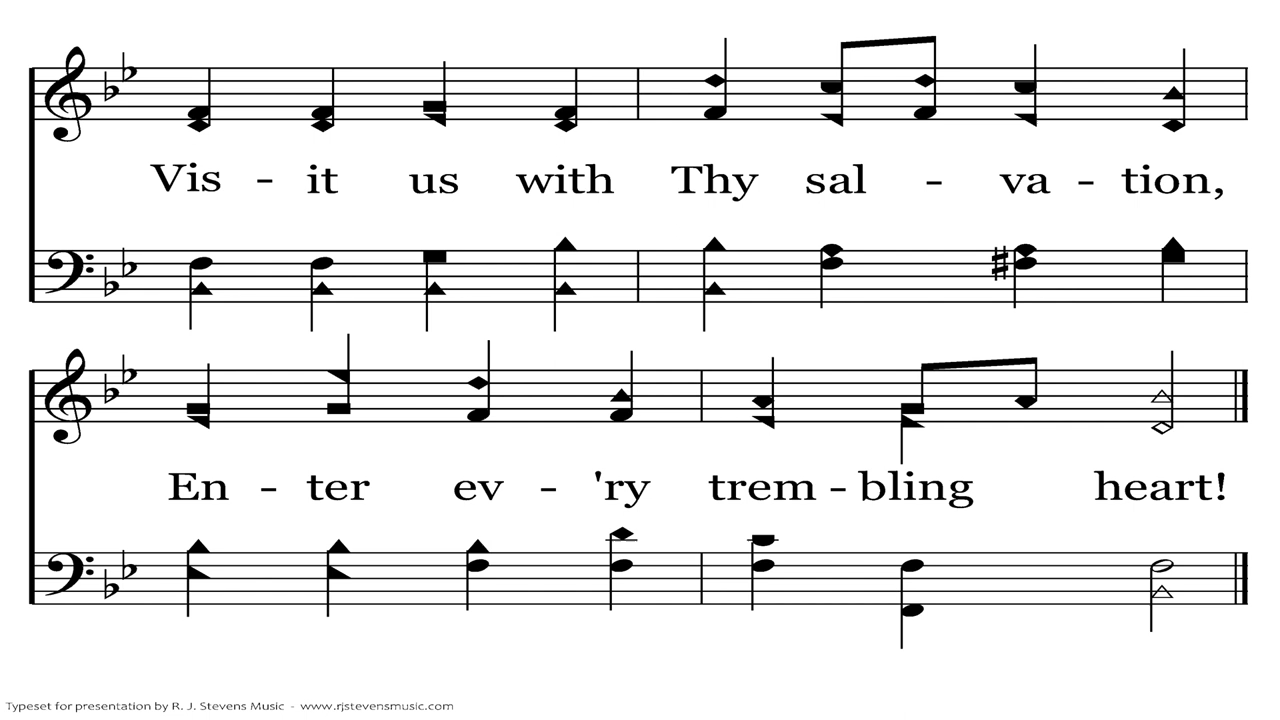 Vis - it us with Thy sal - va - tion,
En - ter ev - 'ry trem - bling heart!
Typeset for presentation by R. J. Stevens Music - www.rjstevensmusic.com